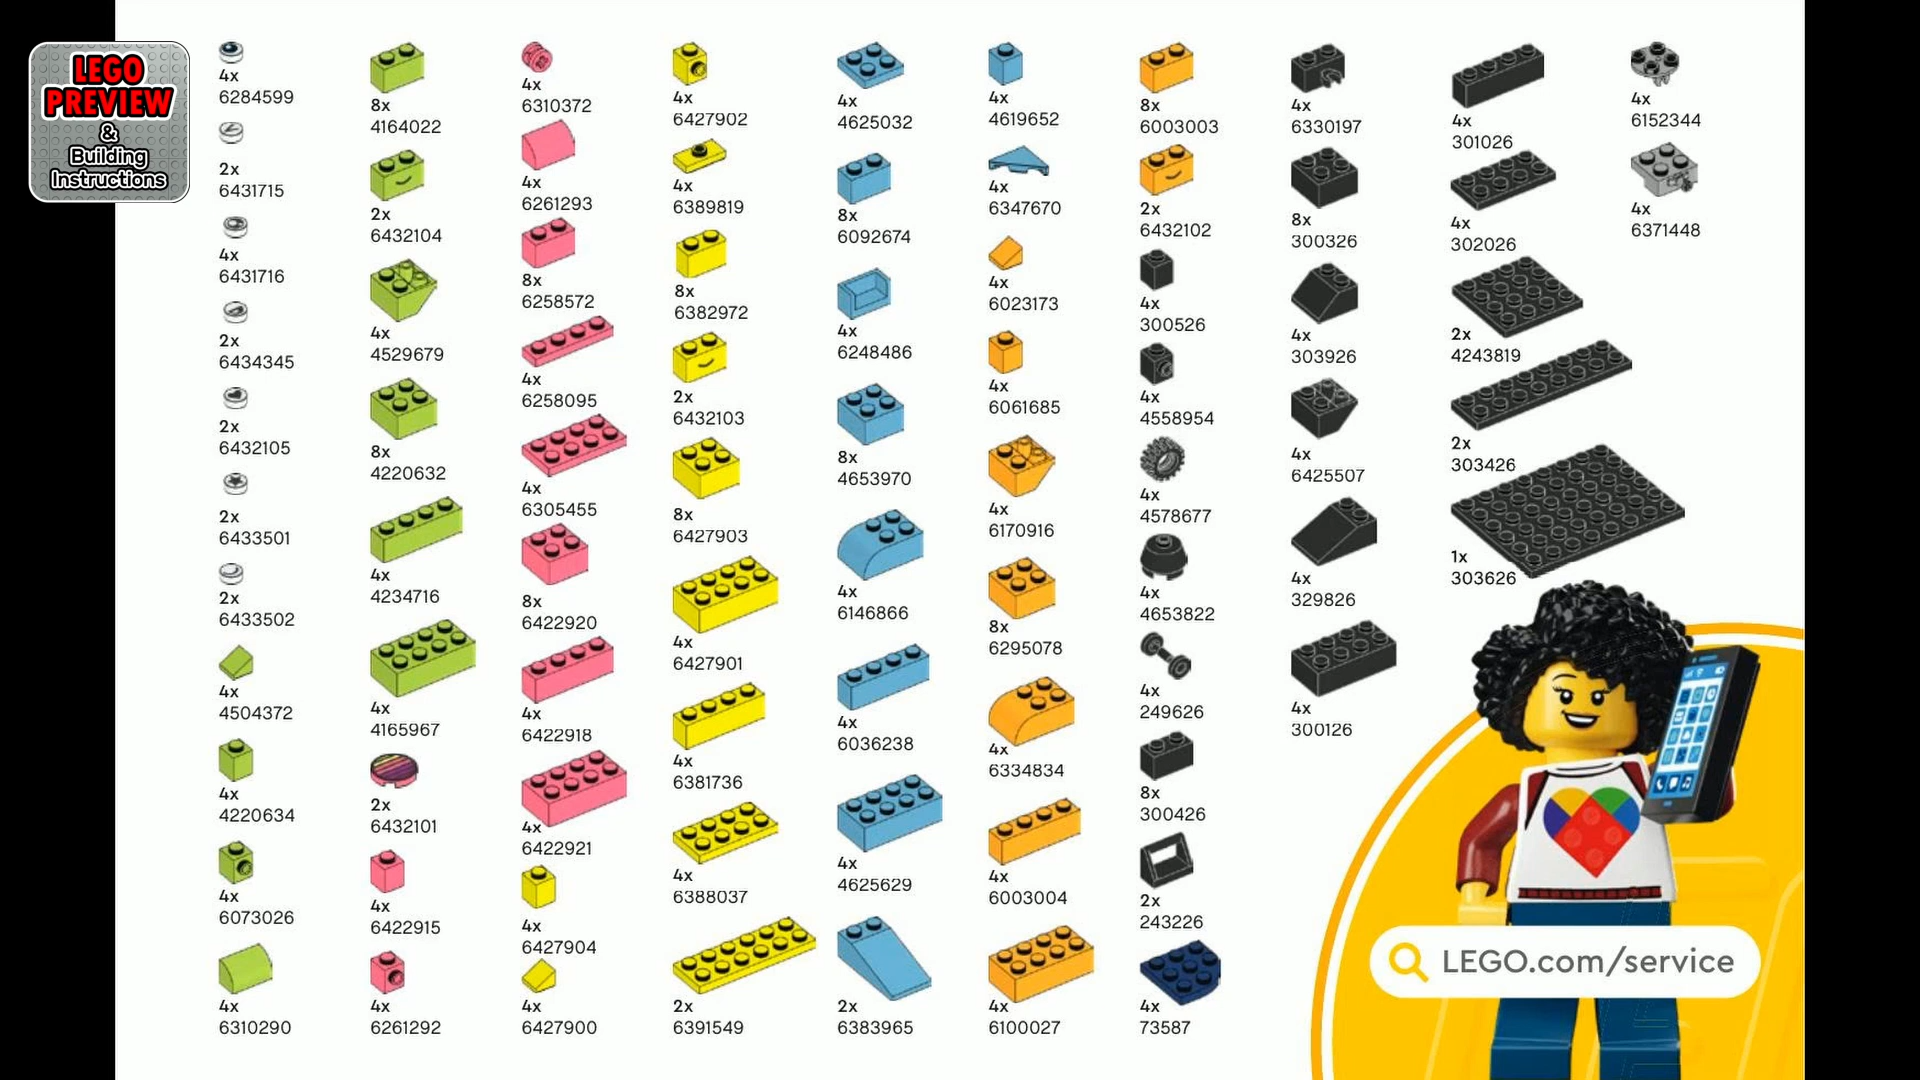 LEGO
PREVIEW
&
Building
Instructions
4x
6284599
2x
6431715
4x
6431716
2x
6434345
2x
6432105
2x
6433501
2x
6433502
4x
4504372
4x
4220634
4x
6073026
4x
6310290
8x
4164022
2x
6432104
4x
4529679
8x
4220632
4x
4234716
4x
4165967
2x
6432101
4x
6422915
4x
6261292
4x
6310372
4x
6261293
8x
6258572
4x
6258095
4x
6305455
8x
6422920
4x
6422918
4x
6422921
4x
6427904
4x
6427900
4x
6427902
4x
6389819
8x
6382972
2x
6432103
8x
6427903
4x
6427901
4x
6381736
4x
6388037
2x
6391549
4x
4625032
8x
6092674
4x
6248486
8x
4653970
4x
6146866
4x
6036238
4x
4625629
2x
6383965
4x
4619652
4x
6347670
4x
6023173
4x
6061685
4x
6170916
8x
6295078
4x
6334834
4x
6003004
4x
6100027
8x
6003003
2x
6432102
4x
300526
4x
4558954
4x
4578677
4x
4653822
4x
249626
8x
300426
2x
243226
4x
73587
4x
6330197
8x
300326
4x
303926
4x
6425507
4x
329826
4x
300126
4x
301026
4x
302026
2x
4243819
2x
303426
1x
303626
4x
6152344
4x
6371448
LEGO.com/service